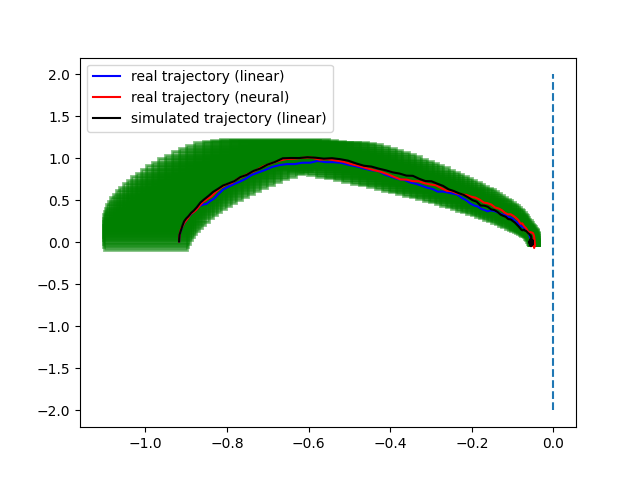 real trajectory (linear)
real trajectory (neural)
simulated trajectory (linear)
2.0
1.5
1.0
0.5
0.0
−0.5
−1.0
−1.5
−2.0
−1.0 −0.8 −0.6 −0.4 −0.2 0.0